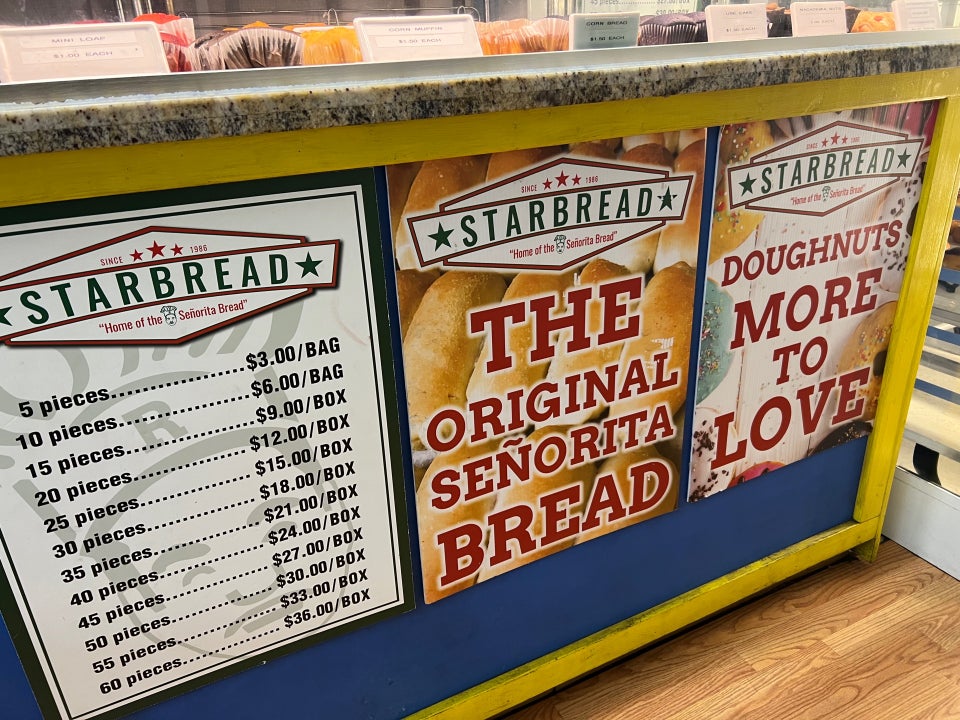 MINI LOAF
$1.00 EACH
CORN MUFFIN
$1.50 EACH
CORN BREAD
$1.50 EACH
SINCE 1986
STARBREAD
"Home of the Señorita Bread"
5 pieces....................$3.00/BAG
10 pieces....................$6.00/BAG
15 pieces....................$9.00/BOX
20 pieces....................$12.00/BOX
25 pieces....................$15.00/BOX
30 pieces....................$18.00/BOX
35 pieces....................$21.00/BOX
40 pieces....................$24.00/BOX
45 pieces....................$27.00/BOX
50 pieces....................$30.00/BOX
55 pieces....................$33.00/BOX
60 pieces....................$36.00/BOX
SINCE 1986
STARBREAD
"Home of the Señorita Bread"
THE
ORIGINAL
SEÑORITA
BREAD
SINCE 1986
STARBREAD
"Home of the Señorita Bread"
DOUGHNUTS
MORE
TO
LOVE